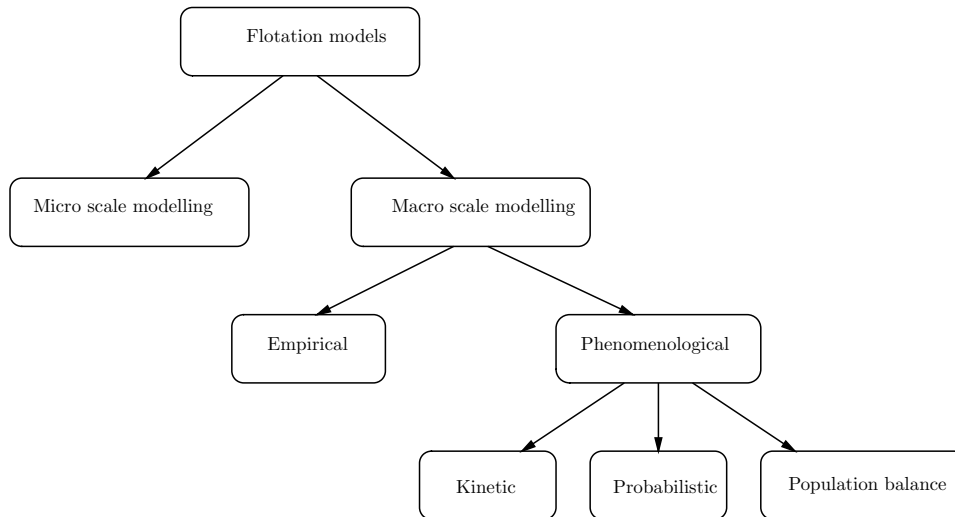 Flotation models
Micro scale modelling
Macro scale modelling
Empirical
Phenomenological
Kinetic
Probabilistic
Population balance